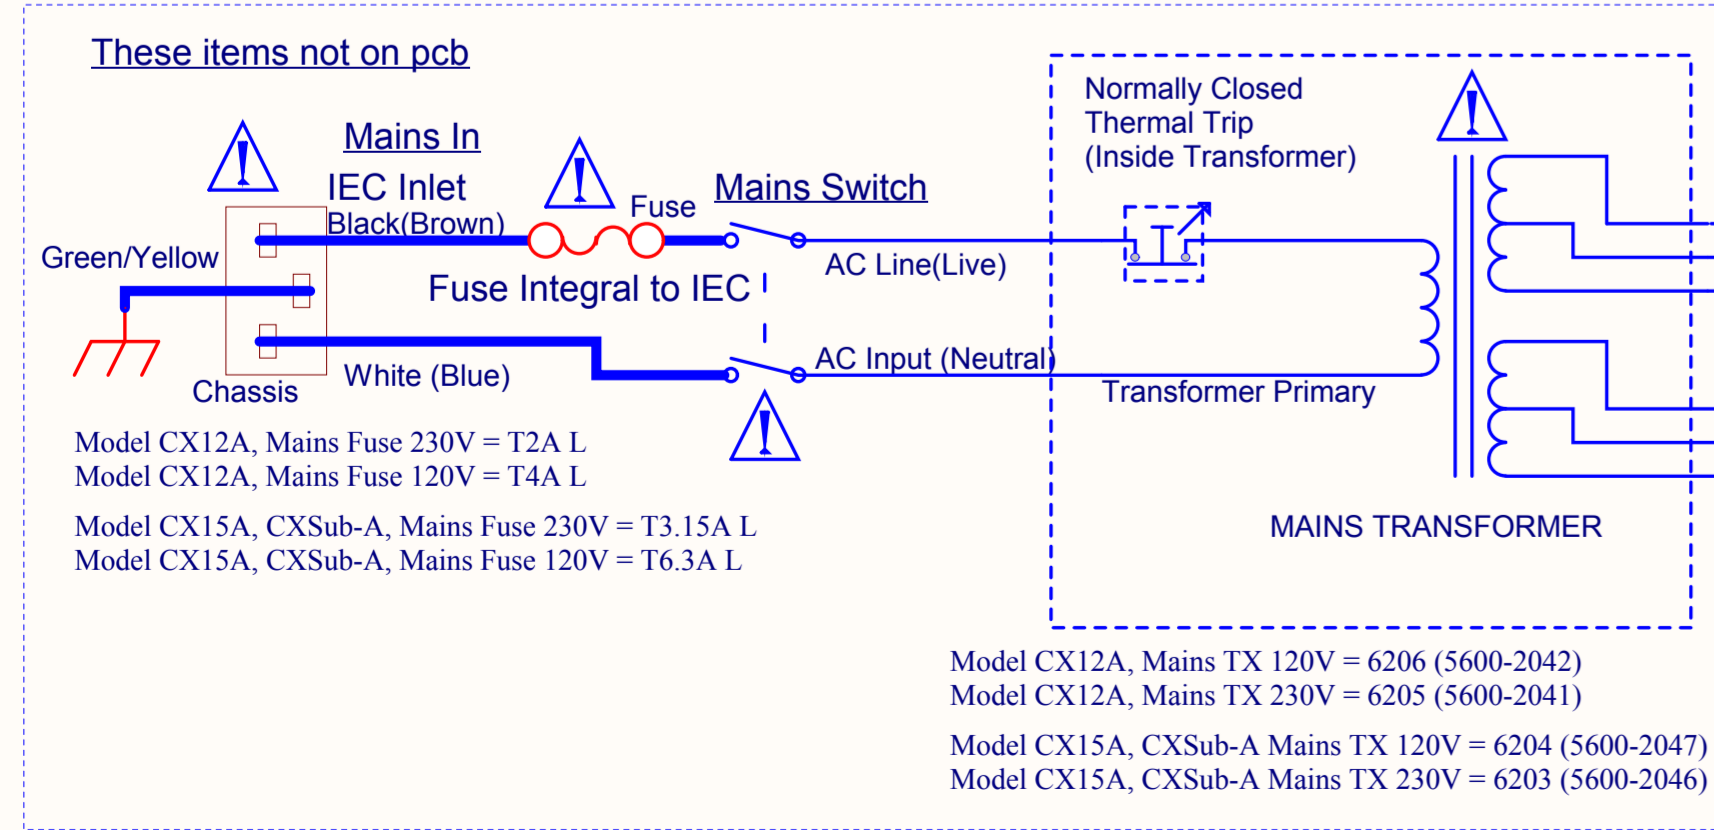 These items not on pcb
Mains In
IEC Inlet
Black(Brown)
Fuse
Mains Switch
Green/Yellow
Fuse Integral to IEC
AC Line(Live)
Normally Closed
Thermal Trip
(Inside Transformer)
Chassis
White (Blue)
AC Input (Neutral)
Transformer Primary
Model CX12A, Mains Fuse 230V = T2A L
Model CX12A, Mains Fuse 120V = T4A L
Model CX15A, CXSub-A, Mains Fuse 230V = T3.15A L
Model CX15A, CXSub-A, Mains Fuse 120V = T6.3A L
MAINS TRANSFORMER
Model CX12A, Mains TX 120V = 6206 (5600-2042)
Model CX12A, Mains TX 230V = 6205 (5600-2041)
Model CX15A, CXSub-A Mains TX 120V = 6204 (5600-2047)
Model CX15A, CXSub-A Mains TX 230V = 6203 (5600-2046)